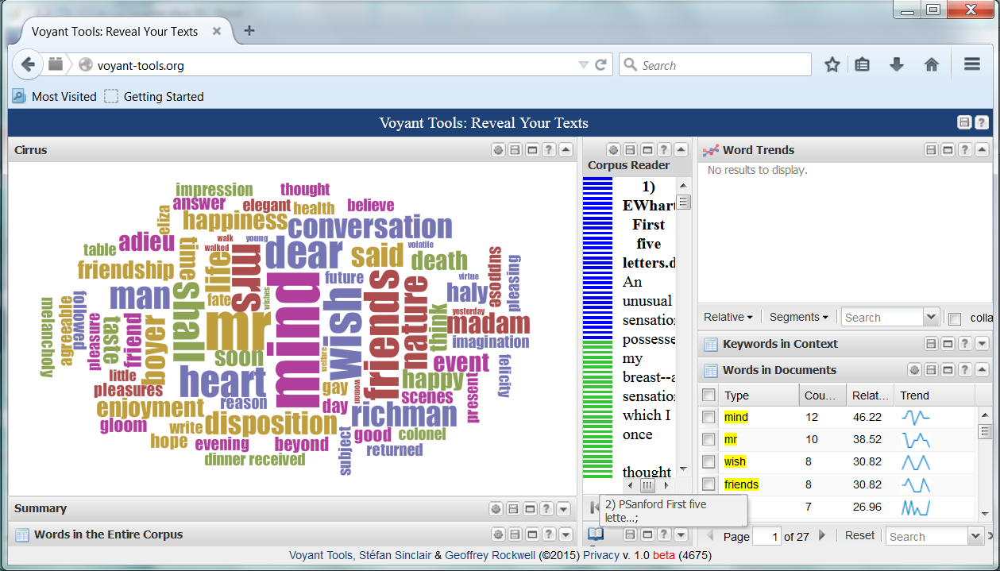 Voyant Tools: Reveal Your Texts
voyant-tools.org
Search
Most Visited
Getting Started
Voyant Tools: Reveal Your Texts
Cirrus
impression
thought
answer
elegant
health
believe
eliza
happiness
conversation
walk
young
volatile
table
adieu
time
walked
life
mrs
dear
said
death
suppose
pleasing
friendship
future
virtue
haly
man
shall
fate
wishes
mind
wish
friends
nature
yesterday
melancholy
agreeable
followed
pleasure
taste
friend
boyer
mr
think
madam
imagination
soon
welfare
event
felicity
little
heart
happy
pleasures
reason
gay
woman
scenes
present
enjoyment
day
richman
gloom
write
disposition
hope
evening
beyond
subject
good
colonel
returned
dinner
received
Corpus Reader
1)
EWhart
First
five
letters.d
An
unusual
sensatio
possesse
my
breast--a
sensatio
which I
once
thought
2) PSanford First five
lette...;
Word Trends
No results to display.
Relative
Segments
Search
colla
Keywords in Context
Words in Documents
Type Cou... Relat... Trend
mind 12 46.22
mr 10 38.52
wish 8 30.82
friends 8 30.82
7 26.96
Page 1 of 27 Reset Search
Summary
Words in the Entire Corpus
Voyant Tools, Stéfan Sinclair & Geoffrey Rockwell (©2015) Privacy v. 1.0 beta (4675)